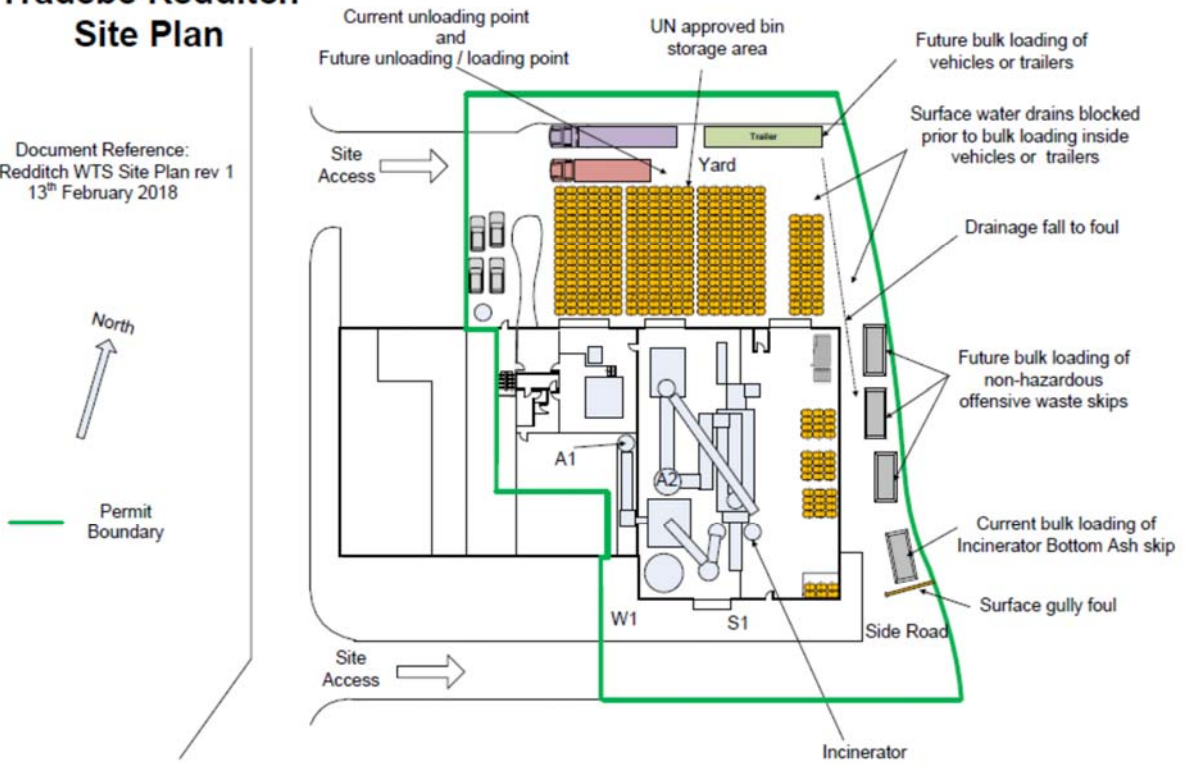 Tradebe Redditch
Site Plan
Document Reference:
Redditch WTS Site Plan rev 1
13th February 2018
North
Permit
Boundary
Current unloading point
and
Future unloading / loading point
UN approved bin
storage area
Future bulk loading of
vehicles or trailers
Surface water drains blocked
prior to bulk loading inside
vehicles or trailers
Site
Access
Trailer
Yard
Drainage fall to foul
Future bulk loading of
non-hazardous
offensive waste skips
A1
A2
Current bulk loading of
Incinerator Bottom Ash skip
Surface gully foul
W1
S1
Side Road
Site
Access
Incinerator